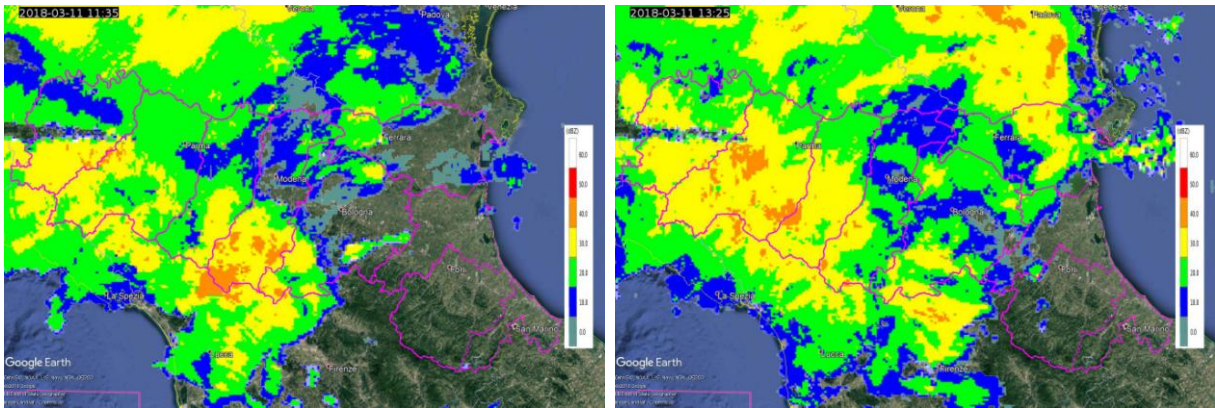 2018-03-11 11:35
Verona
Padova
Venezia
(dBZ)
60.0
50.0
40.0
30.0
20.0
10.0
0.0
Parma
Ferrara
Modena
Bologna
Forlì
La Spezia
San Marino
Lucca
Firenze
Google Earth
2018-03-11 13:25
Verona
Padova
(dBZ)
60.0
50.0
40.0
30.0
20.0
10.0
0.0
Parma
Ferrara
Modena
Bologna
La Spezia
San Marino
Lucca
Firenze
Google Earth